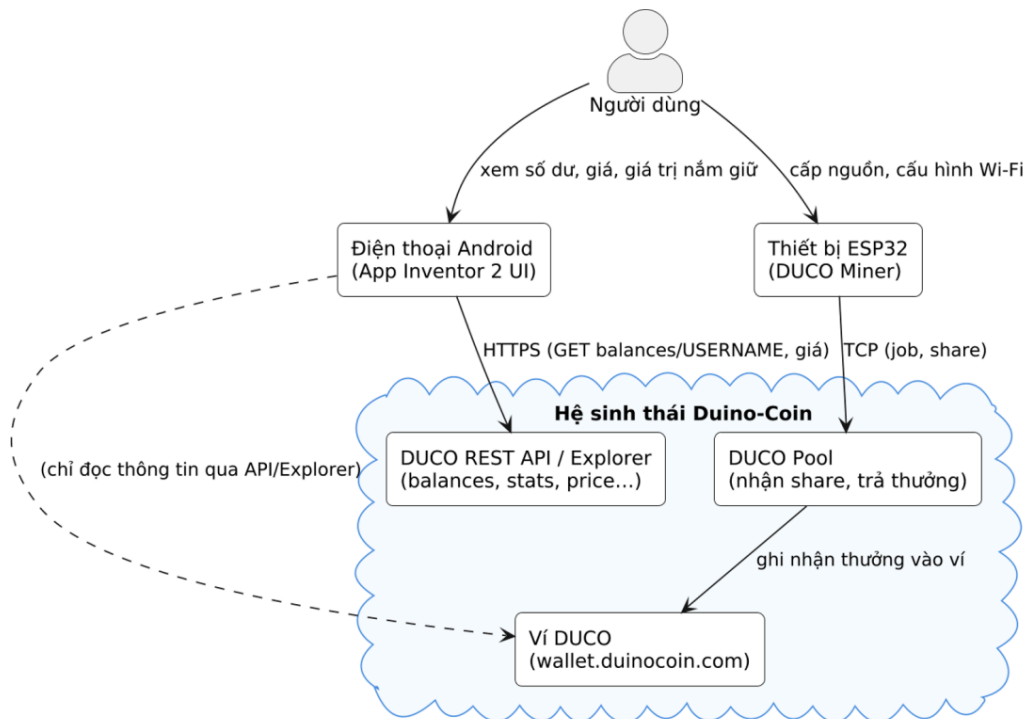 Người dùng
xem số dư, giá, giá trị nắm giữ
cấp nguồn, cấu hình Wi-Fi
Điện thoại Android
(App Inventor 2 UI)
Thiết bị ESP32
(DUCO Miner)
HTTPS (GET balances/USERNAME, giá)
TCP (job, share)
Hệ sinh thái Duino-Coin
DUCO REST API / Explorer
(balances, stats, price...)
DUCO Pool
(nhận share, trả thưởng)
(chỉ đọc thông tin qua API/Explorer)
ghi nhận thưởng vào ví
Ví DUCO
(wallet.duinocoin.com)